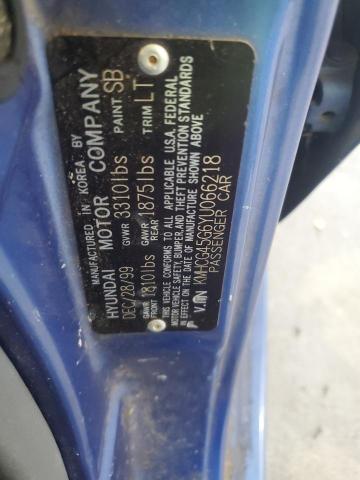 MANUFACTURED IN KOREA BY
HYUNDAI MOTOR COMPANY
DEC/28/99 GVWR 3310lbs PAINT SB
GAWR FRONT 1810lbs GAWR REAR 1875lbs TRIM LT
THIS VEHICLE CONFORMS TO ALL APPLICABLE U.S.A. FEDERAL
MOTOR VEHICLE SAFETY, BUMPER, AND THEFT PREVENTION STANDARDS
IN EFFECT ON THE DATE OF MANUFACTURE SHOWN ABOVE
V.I.N KMHCG45G6YU066218
PASSENGER CAR